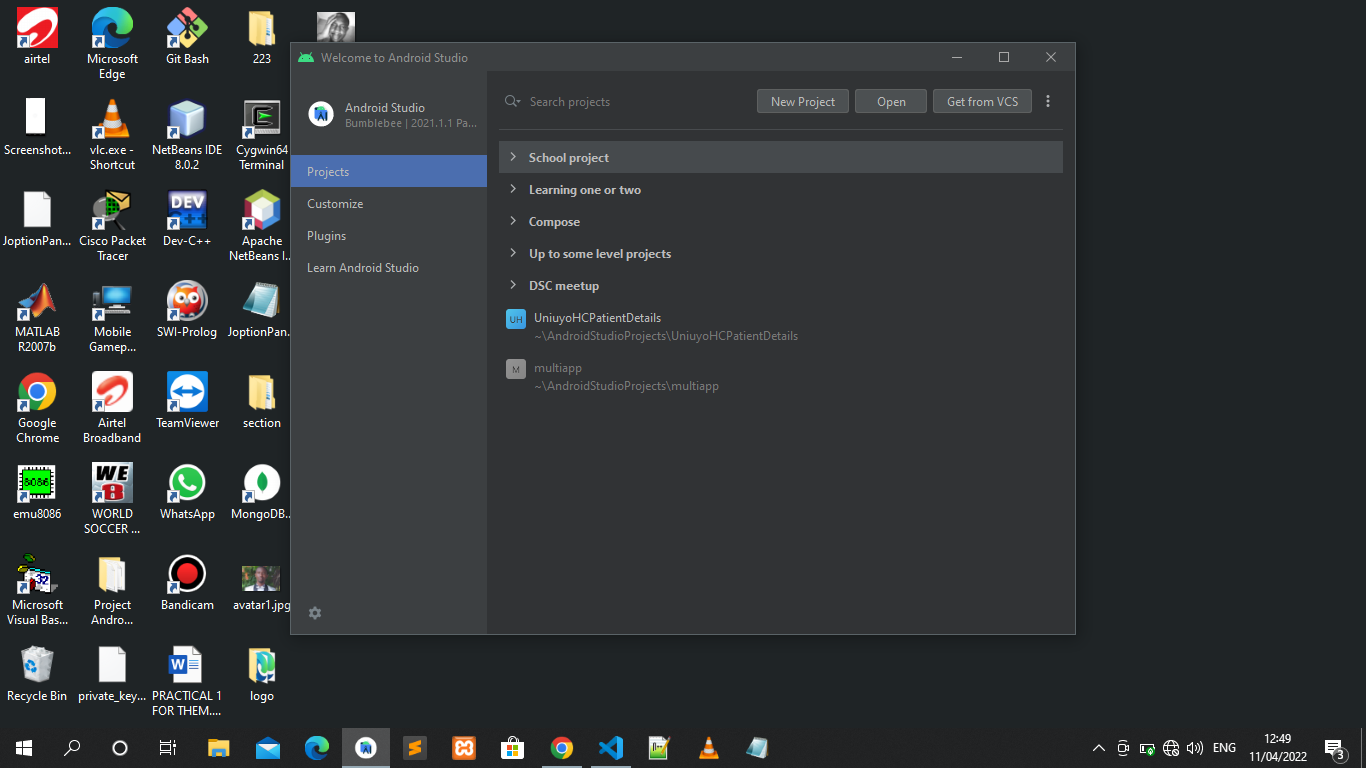 airtel
Microsoft
Edge
Git Bash
223
Screenshot...
vlc.exe -
Shortcut
NetBeans IDE
8.0.2
Cygwin64
Terminal
JoptionPan...
Cisco Packet
Tracer
DEV
C++
Dev-C++
Apache
NetBeans I...
MATLAB
R2007b
Mobile
Gamep...
SWI-Prolog
JoptionPan...
Google
Chrome
Airtel
Broadband
TeamViewer
section
8086
emu8086
WE
8
WORLD
SOCCER ...
WhatsApp
MongoDB...
32
Microsoft
Visual Bas...
Project
Andro...
Bandicam
avatar1.jpg
Recycle Bin
private_key...
W
PRACTICAL 1
FOR THEM....
logo
Welcome to Android Studio
Android Studio
Bumblebee | 2021.1.1 Pa...
Projects
Customize
Plugins
Learn Android Studio
Search projects
New Project
Open
Get from VCS
School project
Learning one or two
Compose
Up to some level projects
DSC meetup
UH
UniuyoHCPatientDetails
~\AndroidStudioProjects\UniuyoHCPatientDetails
M
multiapp
~\AndroidStudioProjects\multiapp
ENG
12:49
11/04/2022
3